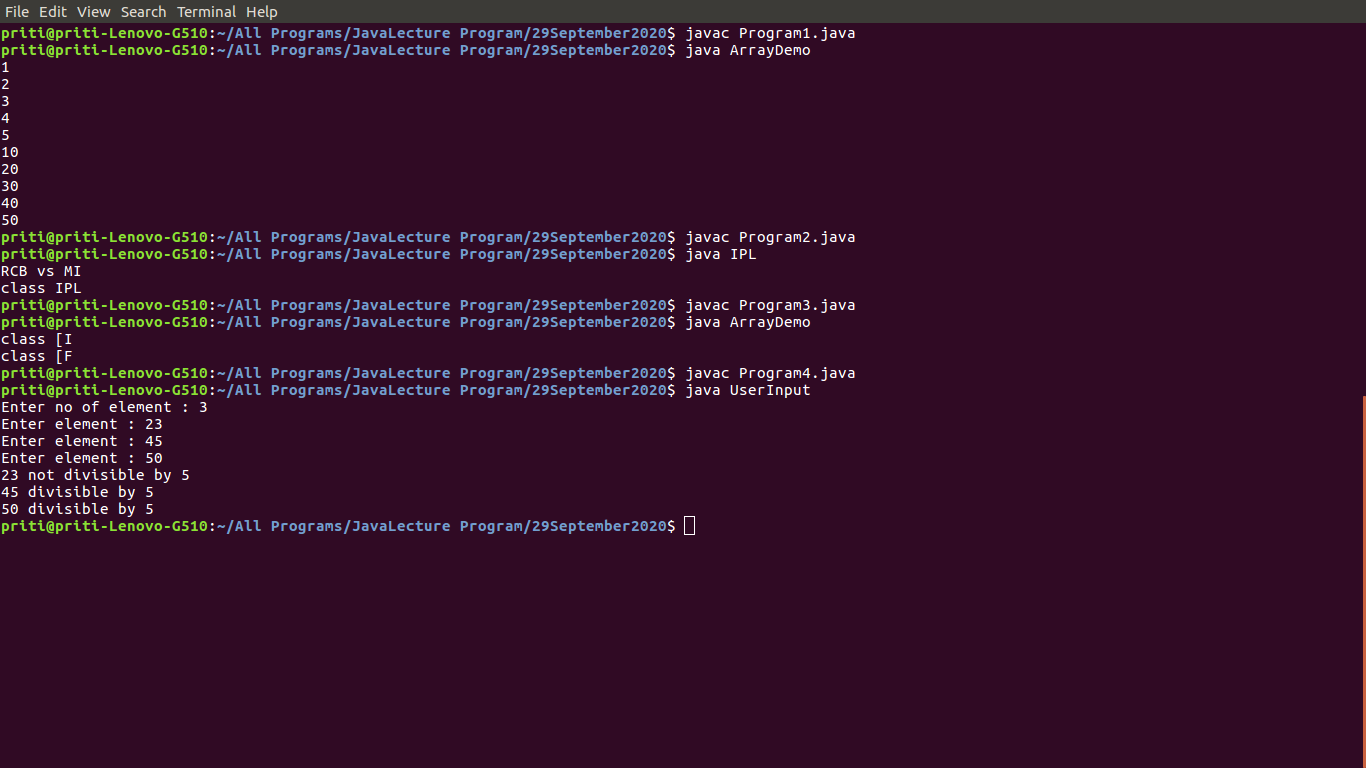 File Edit View Search Terminal Help
priti@priti-Lenovo-G510:~/All Programs/JavaLecture Program/29September2020$ javac Program1.java
priti@priti-Lenovo-G510:~/All Programs/JavaLecture Program/29September2020$ java ArrayDemo
1
2
3
4
5
10
20
30
40
50
priti@priti-Lenovo-G510:~/All Programs/JavaLecture Program/29September2020$ javac Program2.java
priti@priti-Lenovo-G510:~/All Programs/JavaLecture Program/29September2020$ java IPL
RCB vs MI
class IPL
priti@priti-Lenovo-G510:~/All Programs/JavaLecture Program/29September2020$ javac Program3.java
priti@priti-Lenovo-G510:~/All Programs/JavaLecture Program/29September2020$ java ArrayDemo
class [I
class [F
priti@priti-Lenovo-G510:~/All Programs/JavaLecture Program/29September2020$ javac Program4.java
priti@priti-Lenovo-G510:~/All Programs/JavaLecture Program/29September2020$ java UserInput
Enter no of element : 3
Enter element : 23
Enter element : 45
Enter element : 50
23 not divisible by 5
45 divisible by 5
50 divisible by 5
priti@priti-Lenovo-G510:~/All Programs/JavaLecture Program/29September2020$